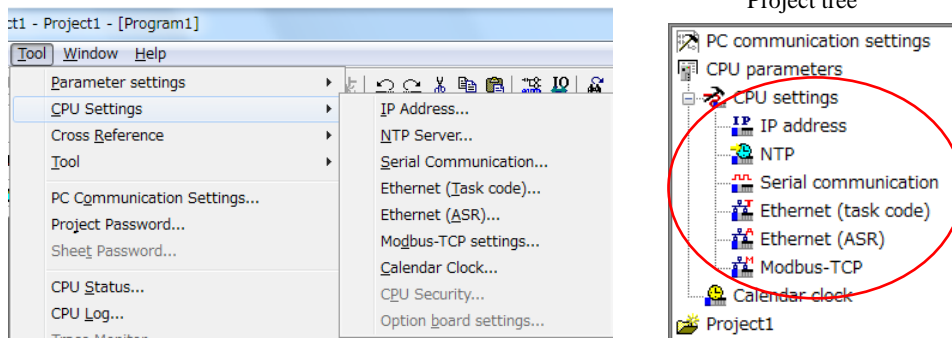 Project tree
ct1 - Project1 - [Program1]
Tool Window Help
Parameter settings
CPU Settings
Cross Reference
Tool
PC Communication Settings...
Project Password...
Sheet Password...
CPU Status...
CPU Log...
Trace Monitor
IP Address...
NTP Server...
Serial Communication...
Ethernet (Task code)...
Ethernet (ASR)...
Modbus-TCP settings...
Calendar Clock...
CPU Security...
Option board settings...
PC communication settings
CPU parameters
CPU settings
IP address
NTP
Serial communication
Ethernet (task code)
Ethernet (ASR)
Modbus-TCP
Calendar clock
Project1